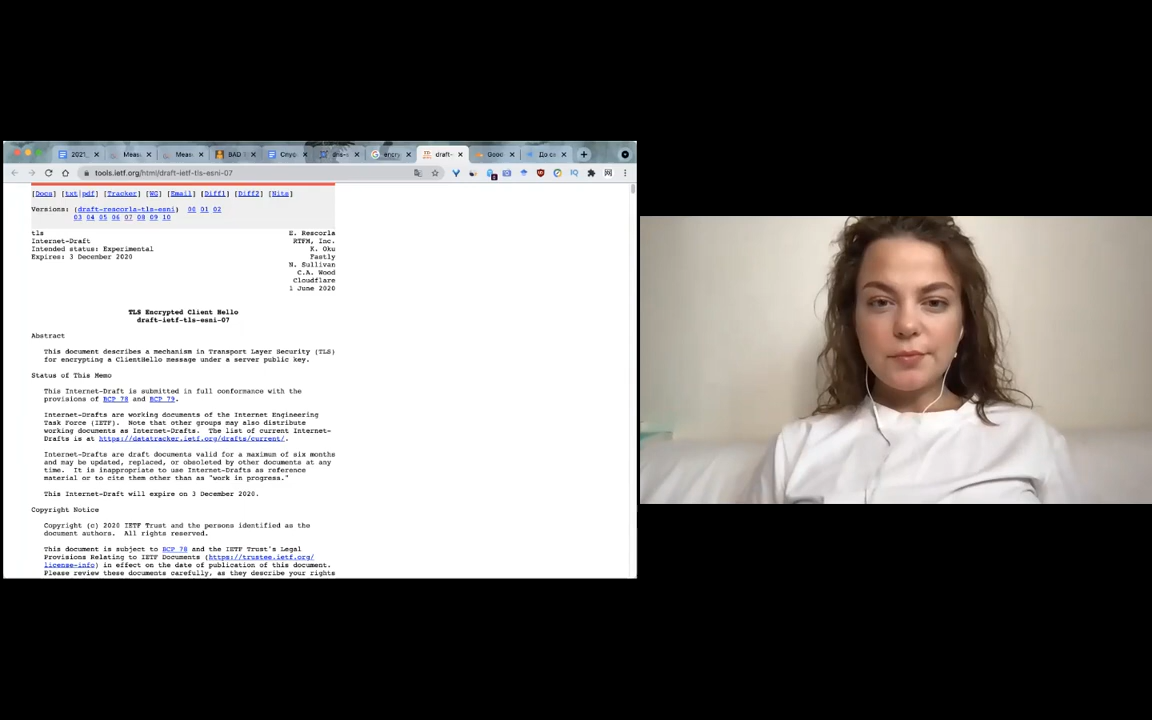 2021 Meas Meas BAD Спус dns-s encry draft- Good До св
tools.ietf.org/html/draft-ietf-tls-esni-07
[Docs] [txt|pdf] [Tracker] [WG] [Email] [Diff1] [Diff2] [Nits]
Versions: (draft-rescorla-tls-esni) 00 01 02
03 04 05 06 07 08 09 10
tls E. Rescorla
Internet-Draft RTFM, Inc.
Intended status: Experimental K. Oku
Expires: 3 December 2020 Fastly
N. Sullivan
C.A. Wood
Cloudflare
1 June 2020
TLS Encrypted Client Hello
draft-ietf-tls-esni-07
Abstract
This document describes a mechanism in Transport Layer Security (TLS)
for encrypting a ClientHello message under a server public key.
Status of This Memo
This Internet-Draft is submitted in full conformance with the
provisions of BCP 78 and BCP 79.
Internet-Drafts are working documents of the Internet Engineering
Task Force (IETF).  Note that other groups may also distribute
working documents as Internet-Drafts.  The list of current Internet-
Drafts is at https://datatracker.ietf.org/drafts/current/.
Internet-Drafts are draft documents valid for a maximum of six months
and may be updated, replaced, or obsoleted by other documents at any
time.  It is inappropriate to use Internet-Drafts as reference
material or to cite them other than as "work in progress."
This Internet-Draft will expire on 3 December 2020.
Copyright Notice
Copyright (c) 2020 IETF Trust and the persons identified as the
document authors.  All rights reserved.
This document is subject to BCP 78 and the IETF Trust's Legal
Provisions Relating to IETF Documents (https://trustee.ietf.org/
license-info) in effect on the date of publication of this document.
Please review these documents carefully, as they describe your rights